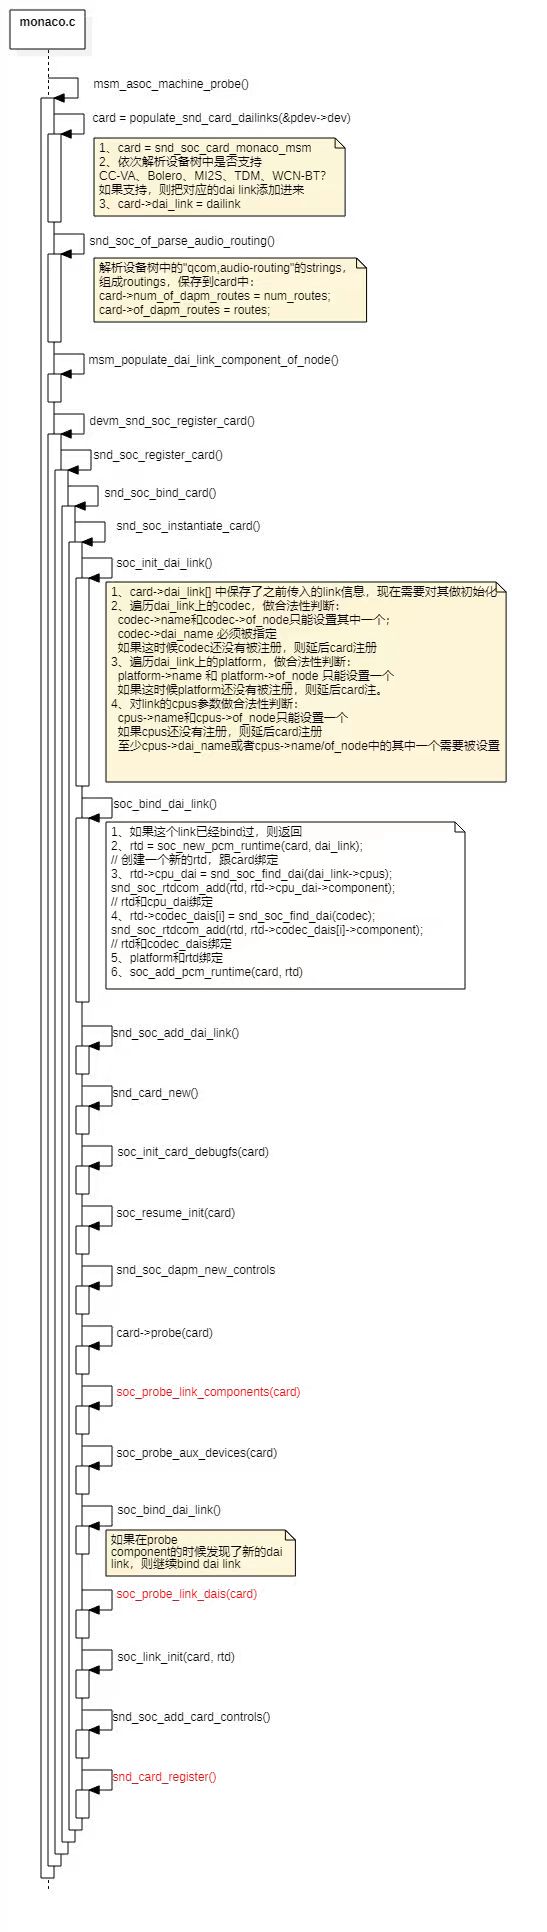 monaco.c
msm_asoc_machine_probe()
card = populate_snd_card_dailinks(&pdev->dev)
1、card = snd_soc_card_monaco_msm
2、依次解析设备树中是否支持
CC-VA、Bolero、MI2S、TDM、WCN-BT?
如果支持，则把对应的dai link添加进来
3、card->dai_link = dailink
snd_soc_of_parse_audio_routing()
解析设备树中的"qcom,audio-routing"的strings，
组成routings，保存到card中：
card->num_of_dapm_routes = num_routes;
card->of_dapm_routes = routes;
msm_populate_dai_link_component_of_node()
devm_snd_soc_register_card()
snd_soc_register_card()
snd_soc_bind_card()
snd_soc_instantiate_card()
soc_init_dai_link()
1、card->dai_link[] 中保存了之前传入的link信息，现在需要对其做初始化
2、遍历dai_link上的codec，做合法性判断：
codec->name和codec->of_node只能设置其中一个；
codec->dai_name 必须被指定
如果这时候codec还没有被注册，则延后card注册
3、遍历dai_link上的platform，做合法性判断：
platform->name 和 platform->of_node 只能设置一个
如果这时候platform还没有被注册，则延后card注。
4、对link的cpus参数做合法性判断：
cpus->name和cpus->of_node只能设置一个
如果cpus还没有注册，则延后card注册
至少cpus->dai_name或者cpus->name/of_node中的其中一个需要被设置
soc_bind_dai_link()
1、如果这个link已经bind过，则返回
2、rtd = soc_new_pcm_runtime(card, dai_link);
// 创建一个新的rtd，跟card绑定
3、rtd->cpu_dai = snd_soc_find_dai(dai_link->cpus);
snd_soc_rtdcom_add(rtd, rtd->cpu_dai->component);
// rtd和cpu_dai绑定
4、rtd->codec_dais[i] = snd_soc_find_dai(codec);
snd_soc_rtdcom_add(rtd, rtd->codec_dais[i]->component);
// rtd和codec_dais绑定
5、platform和rtd绑定
6、soc_add_pcm_runtime(card, rtd)
snd_soc_add_dai_link()
snd_card_new()
soc_init_card_debugfs(card)
soc_resume_init(card)
snd_soc_dapm_new_controls
card->probe(card)
soc_probe_link_components(card)
soc_probe_aux_devices(card)
soc_bind_dai_link()
如果在probe
component的时候发现了新的dai
link，则继续bind dai link
soc_probe_link_dais(card)
soc_link_init(card, rtd)
snd_soc_add_card_controls()
snd_card_register()